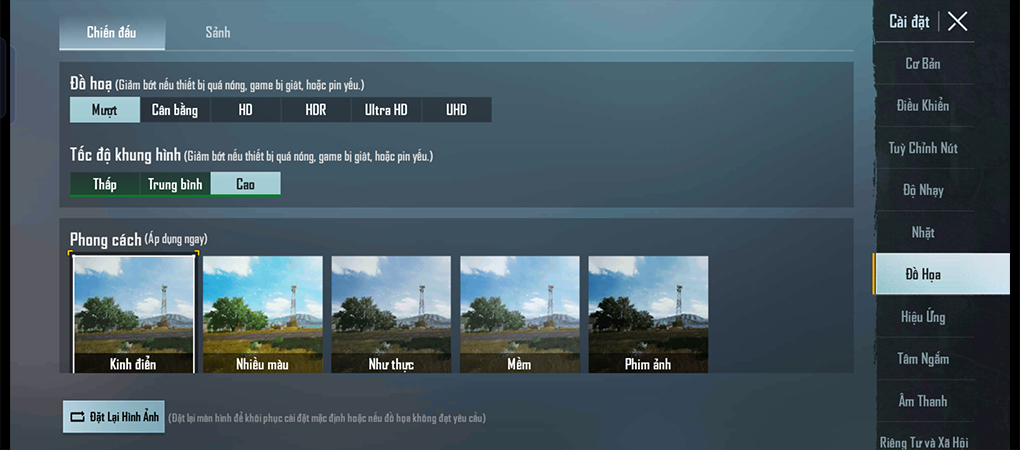 Chiến đấu
Sảnh
Cài đặt
Đồ hoạ (Giảm bớt nếu thiết bị quá nóng, game bị giật, hoặc pin yếu.)
Mượt Cân bằng HD HDR Ultra HD UHD
Tốc độ khung hình (Giảm bớt nếu thiết bị quá nóng, game bị giật, hoặc pin yếu.)
Thấp Trung bình Cao
Phong cách (Áp dụng ngay)
Kinh điển Nhiều màu Như thực Mềm Phim ảnh
Đặt Lại Hình Ảnh (Đặt lại màn hình để khôi phục cài đặt mặc định hoặc nếu đồ họa không đạt yêu cầu)
Cơ Bản
Điều Khiển
Tuỳ Chỉnh Nút
Độ Nhạy
Nhặt
Đồ Họa
Hiệu Ứng
Tâm Ngắm
Âm Thanh
Riêng Tư và Xã Hội